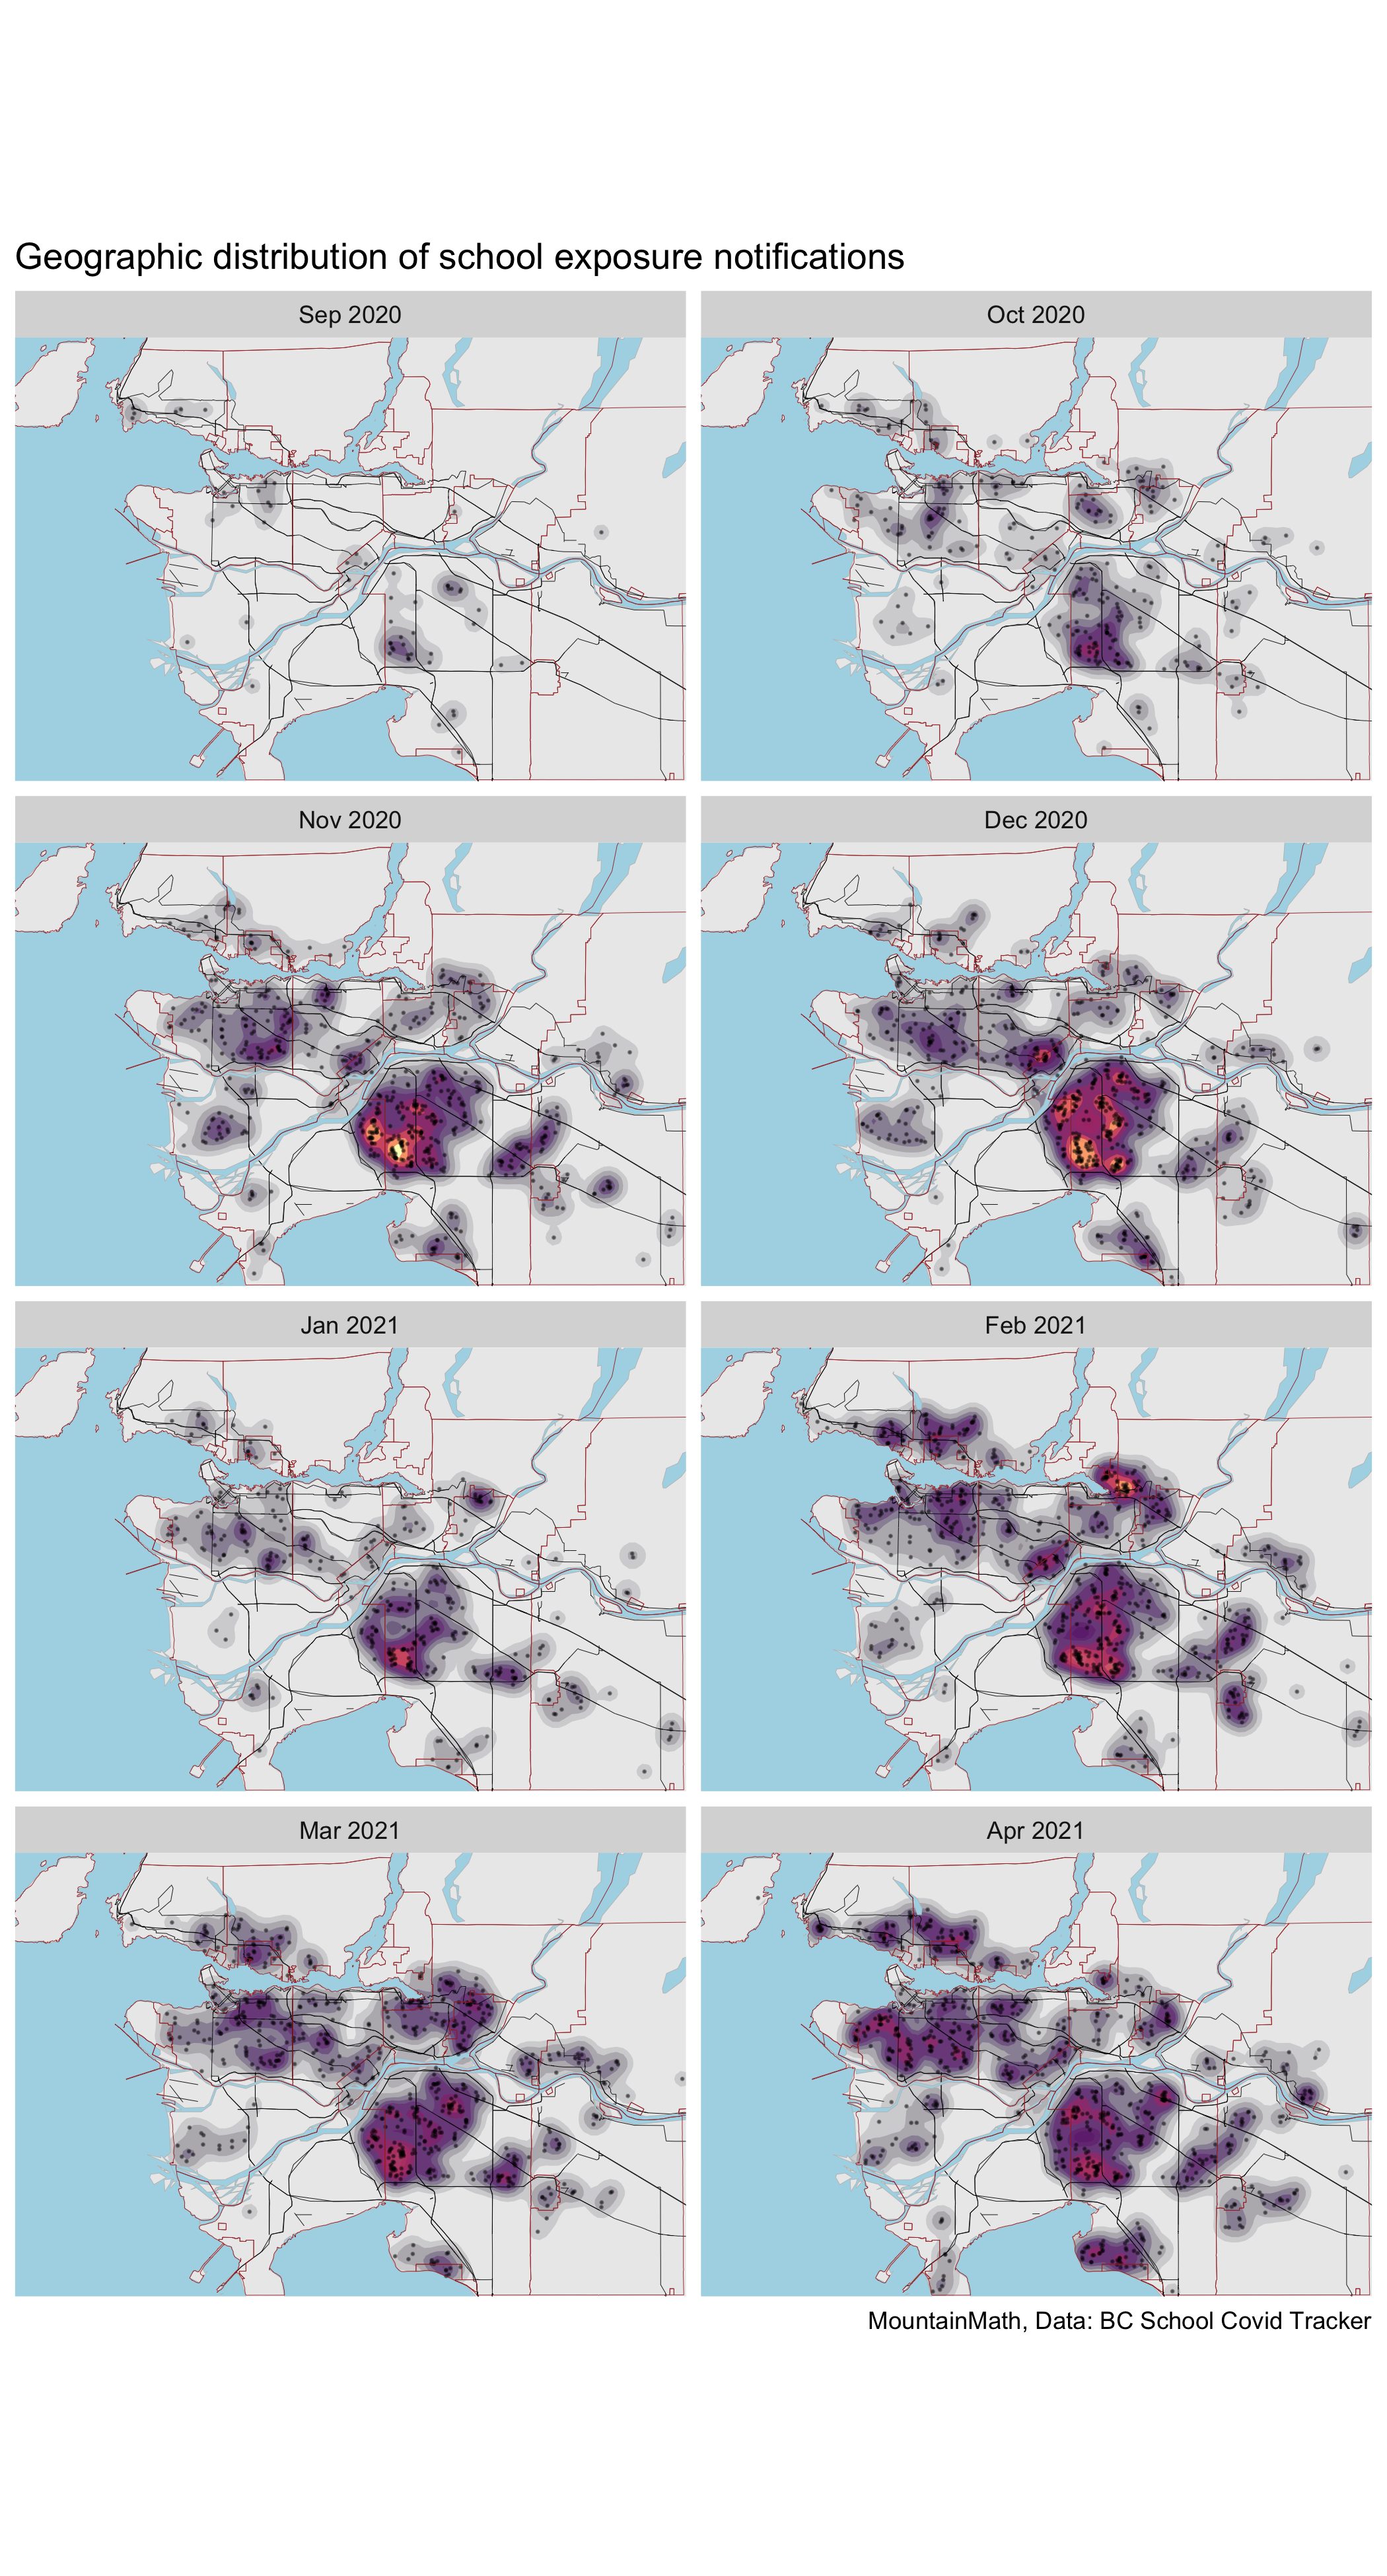 Geographic distribution of school exposure notifications
Sep 2020
Oct 2020
Nov 2020
Dec 2020
Jan 2021
Feb 2021
Mar 2021
Apr 2021
MountainMath, Data: BC School Covid Tracker